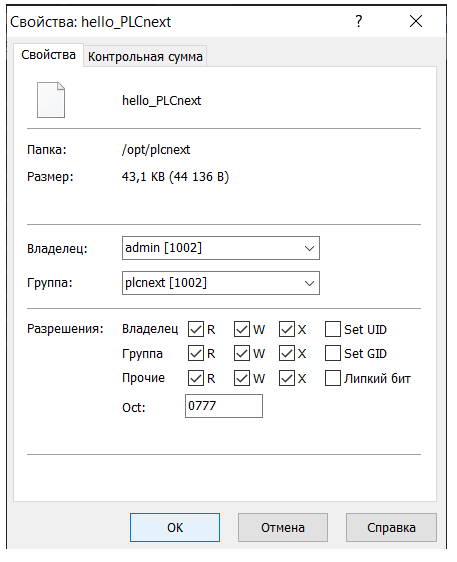 Свойства: hello_PLCnext ? ×
Свойства Контрольная сумма
hello_PLCnext
Папка: /opt/plcnext
Размер: 43,1 KB (44 136 B)
Владелец: admin [1002]
Группа: plcnext [1002]
Разрешения: Владелец R W X Set UID
Группа R W X Set GID
Прочие R W X Липкий бит
Oct: 0777
OK Отмена Справка